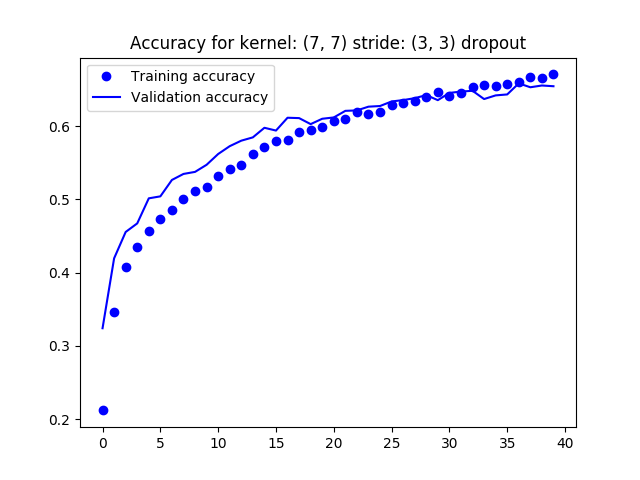 Accuracy for kernel: (7, 7) stride: (3, 3) dropout
Training accuracy
Validation accuracy
0.6
0.5
0.4
0.3
0.2
0 5 10 15 20 25 30 35 40